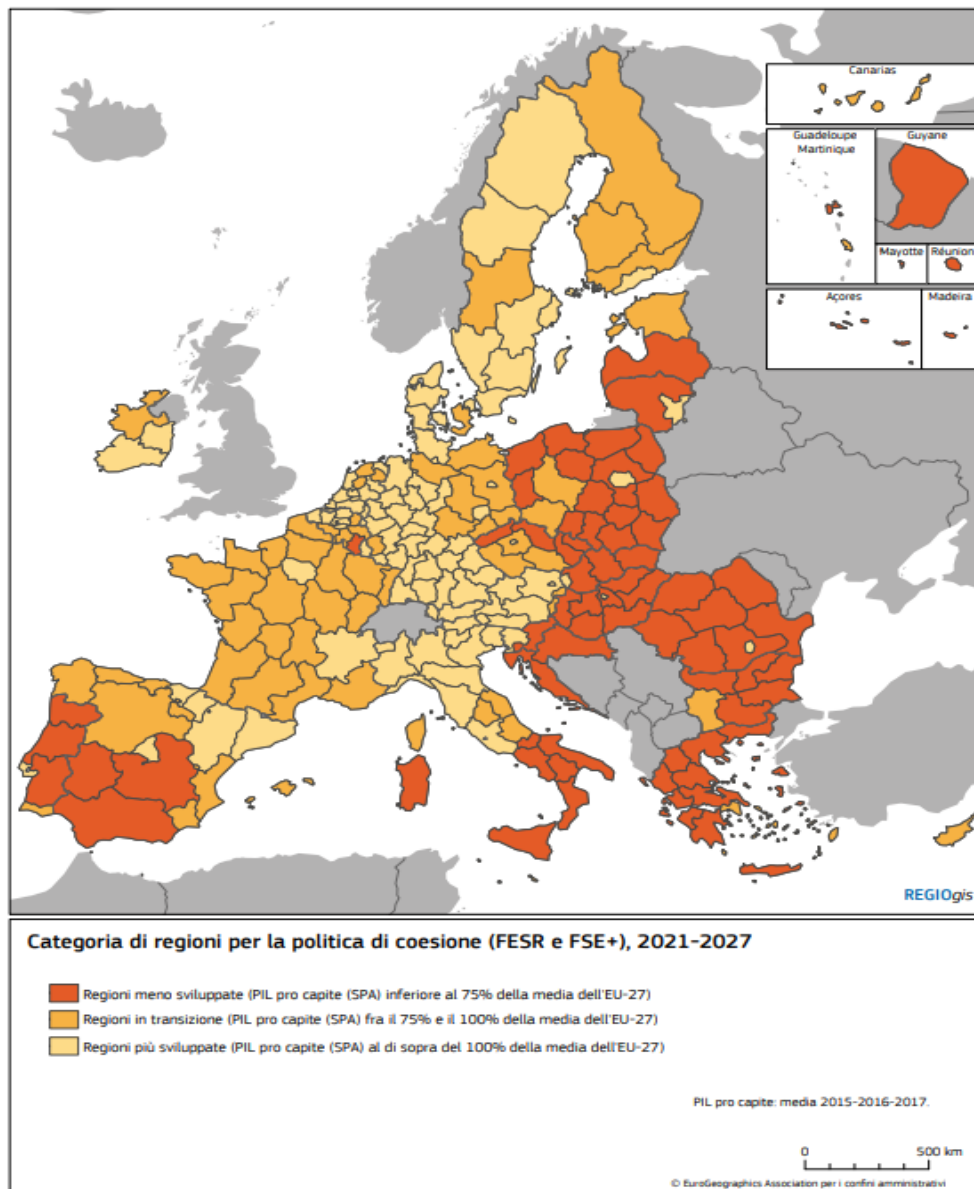 Canarias
Guadeloupe
Martinique
Guyane
Mayotte
Réunion
Açores
Madeira
REGIOgis
Categoria di regioni per la politica di coesione (FESR e FSE+), 2021-2027
Regioni meno sviluppate (PIL pro capite (SPA) inferiore al 75% della media dell'EU-27)
Regioni in transizione (PIL pro capite (SPA) fra il 75% e il 100% della media dell'EU-27)
Regioni più sviluppate (PIL pro capite (SPA) al di sopra del 100% della media dell'EU-27)
PIL pro capite: media 2015-2016-2017.
0 500 km
© EuroGeographics Association per i confini amministrativi